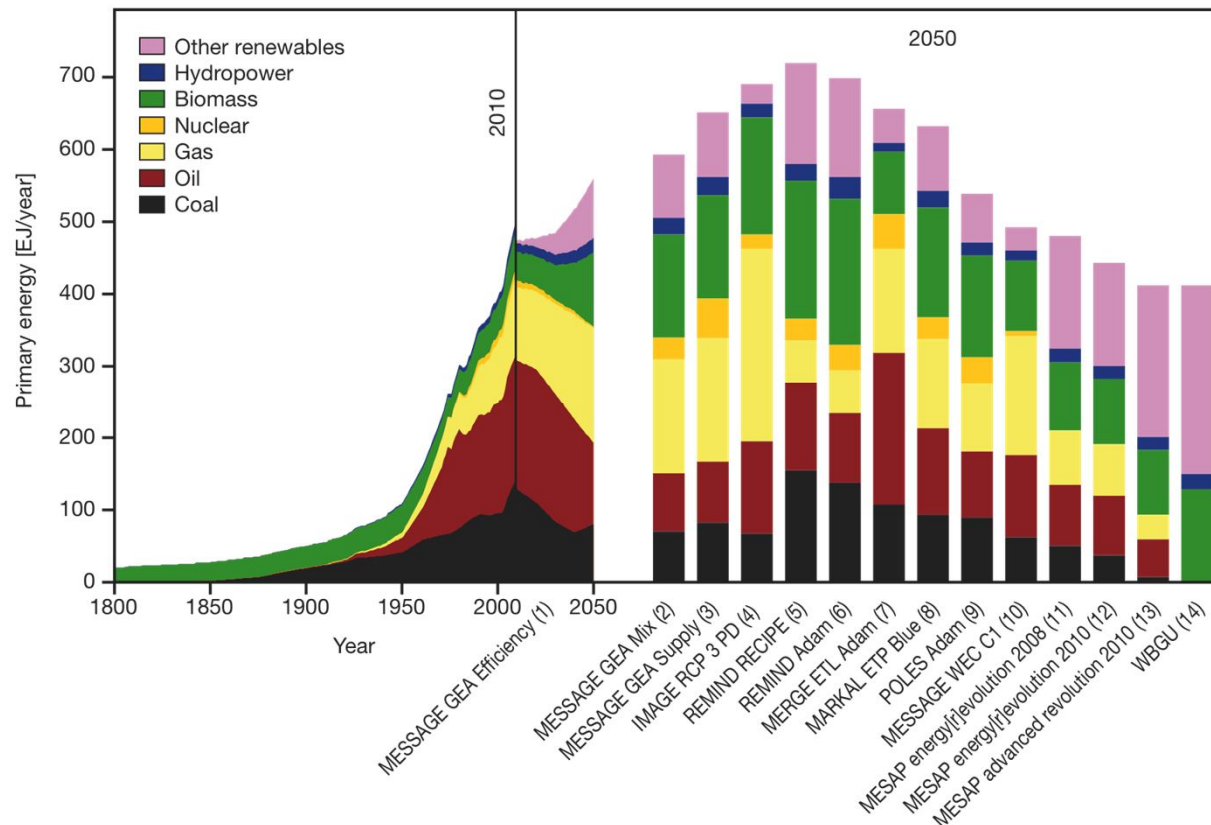 2050
Other renewables
Hydropower
Biomass
Nuclear
Gas
Oil
Coal
2010
Primary energy [EJ/year]
700
600
500
400
300
200
100
0
1800
1850
1900
1950
2000
2050
Year
MESSAGE GEA Efficiency (1)
MESSAGE GEA Mix (2)
MESSAGE GEA Supply (3)
IMAGE RCP 3 PD (4)
REMIND RECIPE (5)
REMIND Adam (6)
MERGE ETL Adam (7)
MARKAL ETP Blue (8)
POLES Adam (9)
MESSAGE WEC C1 (10)
MESAP energy[r]evolution 2008 (11)
MESAP energy[r]evolution 2010 (12)
MESAP advanced revolution 2010 (13)
WBGU (14)